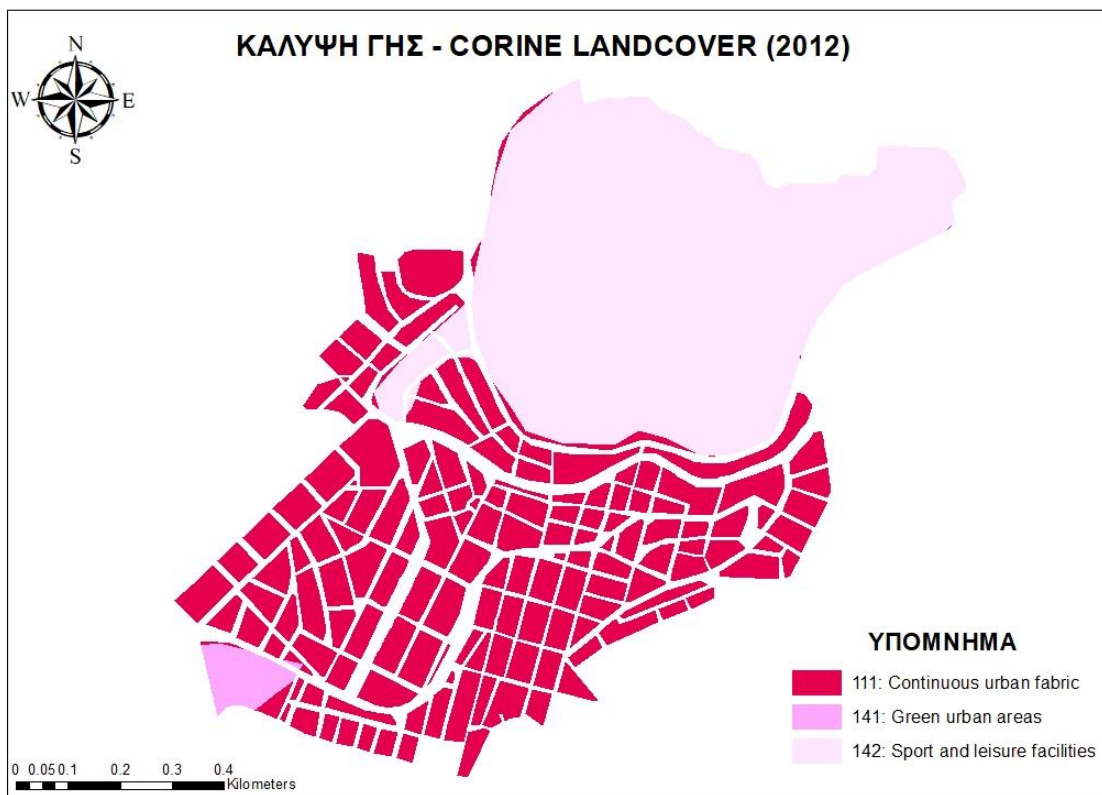 ΚΑΛΥΨΗ ΓΗΣ - CORINE LANDCOVER (2012)
N
W E
S
ΥΠΟΜΝΗΜΑ
111: Continuous urban fabric
141: Green urban areas
142: Sport and leisure facilities
0 0.05 0.1 0.2 0.3 0.4
Kilometers